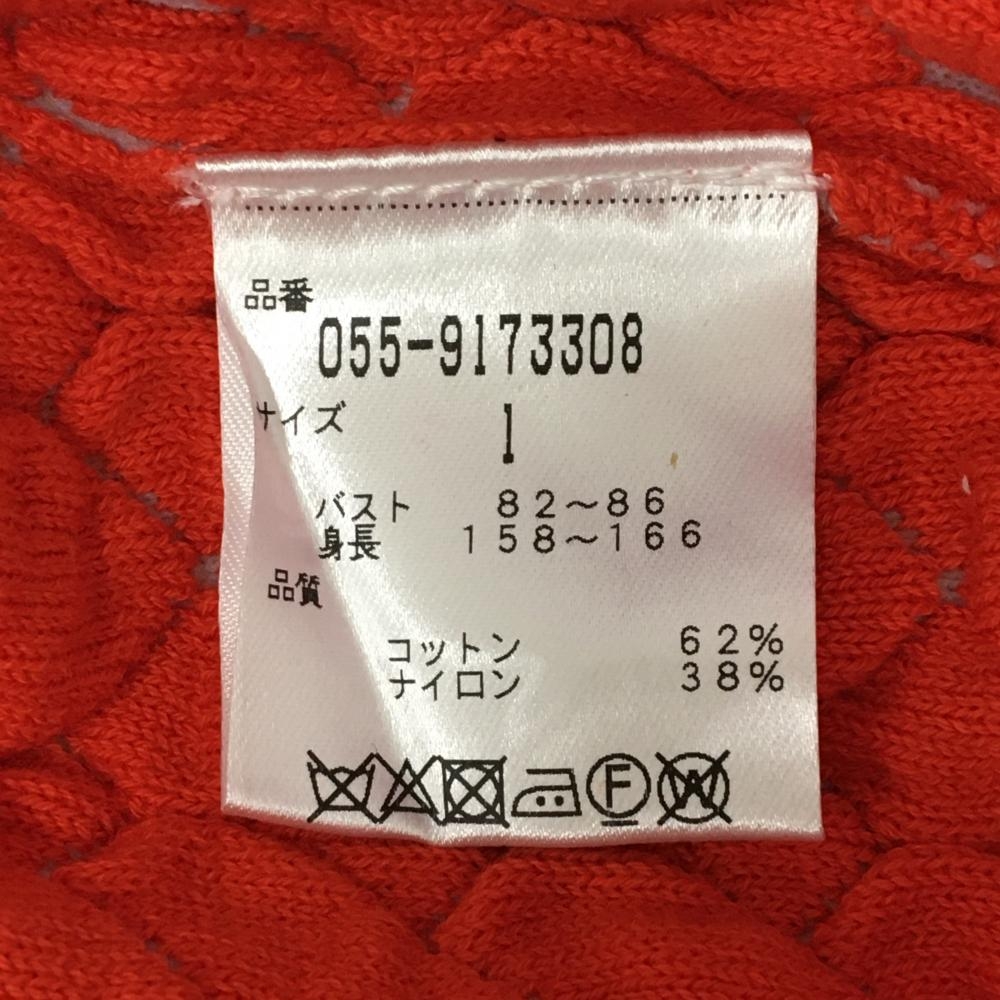 品番
055-9173308
サイズ 1
バスト 82~86
身長 158~166
品質
コットン 62%
ナイロン 38%
F W